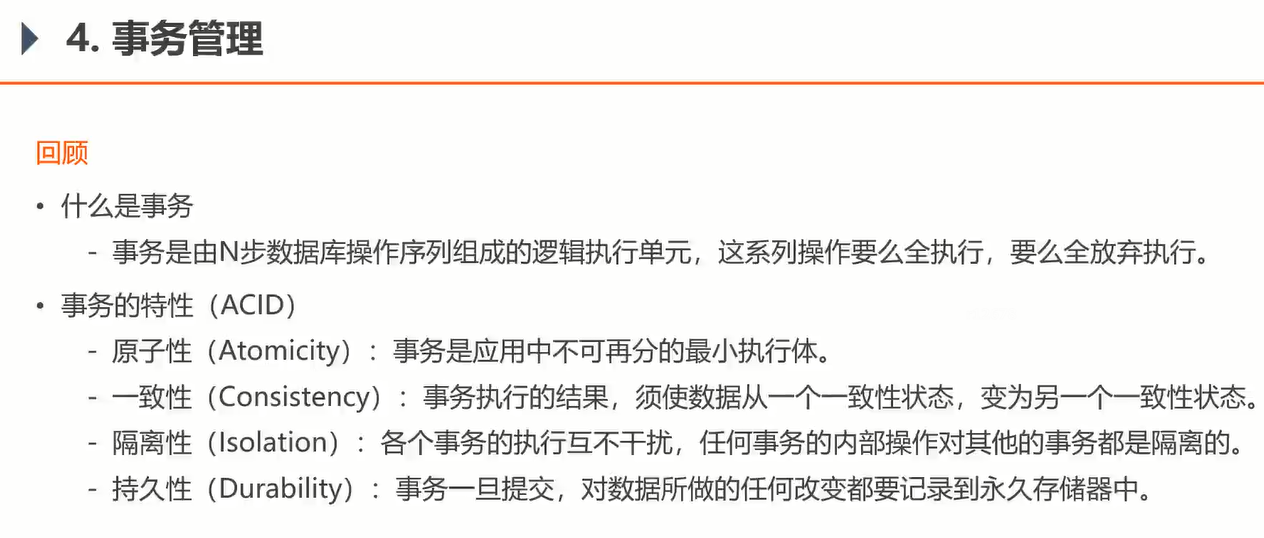 4. 事务管理
回顾
• 什么是事务
- 事务是由N步数据库操作序列组成的逻辑执行单元，这系列操作要么全执行，要么全放弃执行。
• 事务的特性（ACID）
- 原子性（Atomicity）：事务是应用中不可再分的最小执行体。
- 一致性（Consistency）：事务执行的结果，须使数据从一个一致性状态，变为另一个一致性状态。
- 隔离性（Isolation）：各个事务的执行互不干扰，任何事务的内部操作对其他的事务都是隔离的。
- 持久性（Durability）：事务一旦提交，对数据所做的任何改变都要记录到永久存储器中。